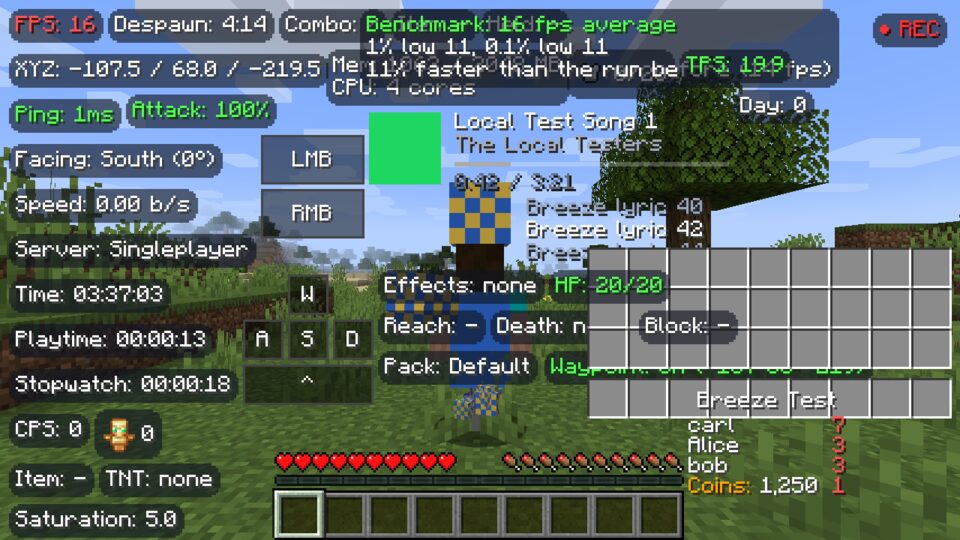 FPS: 16
Despawn: 4:14
Combo:
Benchmark: 16 fps average
1% low 11, 0.1% low 11
11% faster than the run be
fps)
REC
XYZ: -107.5 / 68.0 / -219.5
TPS: 19.9
CPU: 4 cores
Ping: 1ms
Attack: 100%
Day: 0
Local Test Song 1
The Local Testers
0:42 / 3:21
Facing: South (0°)
LMB
Speed: 0.00 b/s
RMB
Breeze lyric 40
Breeze lyric 42
Server: Singleplayer
Effects: none
HP: 20/20
Time: 03:37:03
W
Reach: -
Death:
Block: -
Playtime: 00:00:13
A
S
D
Pack: Default
Stopwatch: 00:00:18
^
Breeze Test
CPS: 0
0
carl 7
Alice 3
bob 3
Coins: 1,250 1
Item: -
TNT: none
Saturation: 5.0